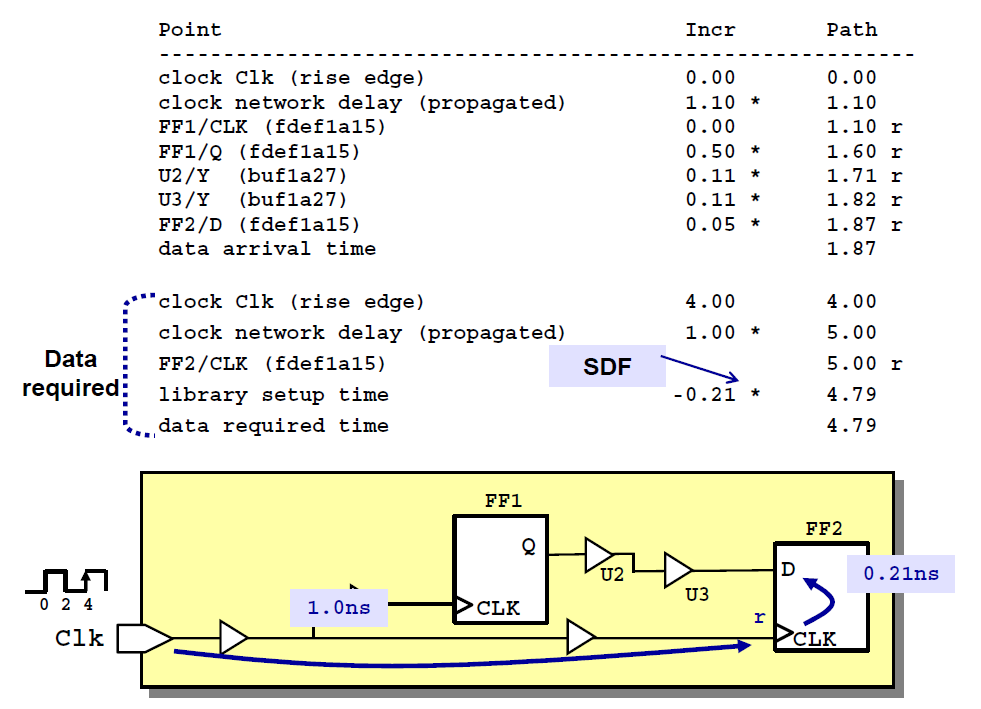 Point Incr Path
-----------------------------------------------------------
clock Clk (rise edge) 0.00 0.00
clock network delay (propagated) 1.10 * 1.10
FF1/CLK (fdef1a15) 0.00 1.10 r
FF1/Q (fdef1a15) 0.50 * 1.60 r
U2/Y (buf1a27) 0.11 * 1.71 r
U3/Y (buf1a27) 0.11 * 1.82 r
FF2/D (fdef1a15) 0.05 * 1.87 r
data arrival time 1.87
clock Clk (rise edge) 4.00 4.00
clock network delay (propagated) 1.00 * 5.00
FF2/CLK (fdef1a15) 5.00 r
library setup time -0.21 * 4.79
data required time 4.79
Data
required
SDF
FF1
Q
CLK
U2
U3
FF2
D
0.21ns
r
CLK
1.0ns
0 2 4
Clk